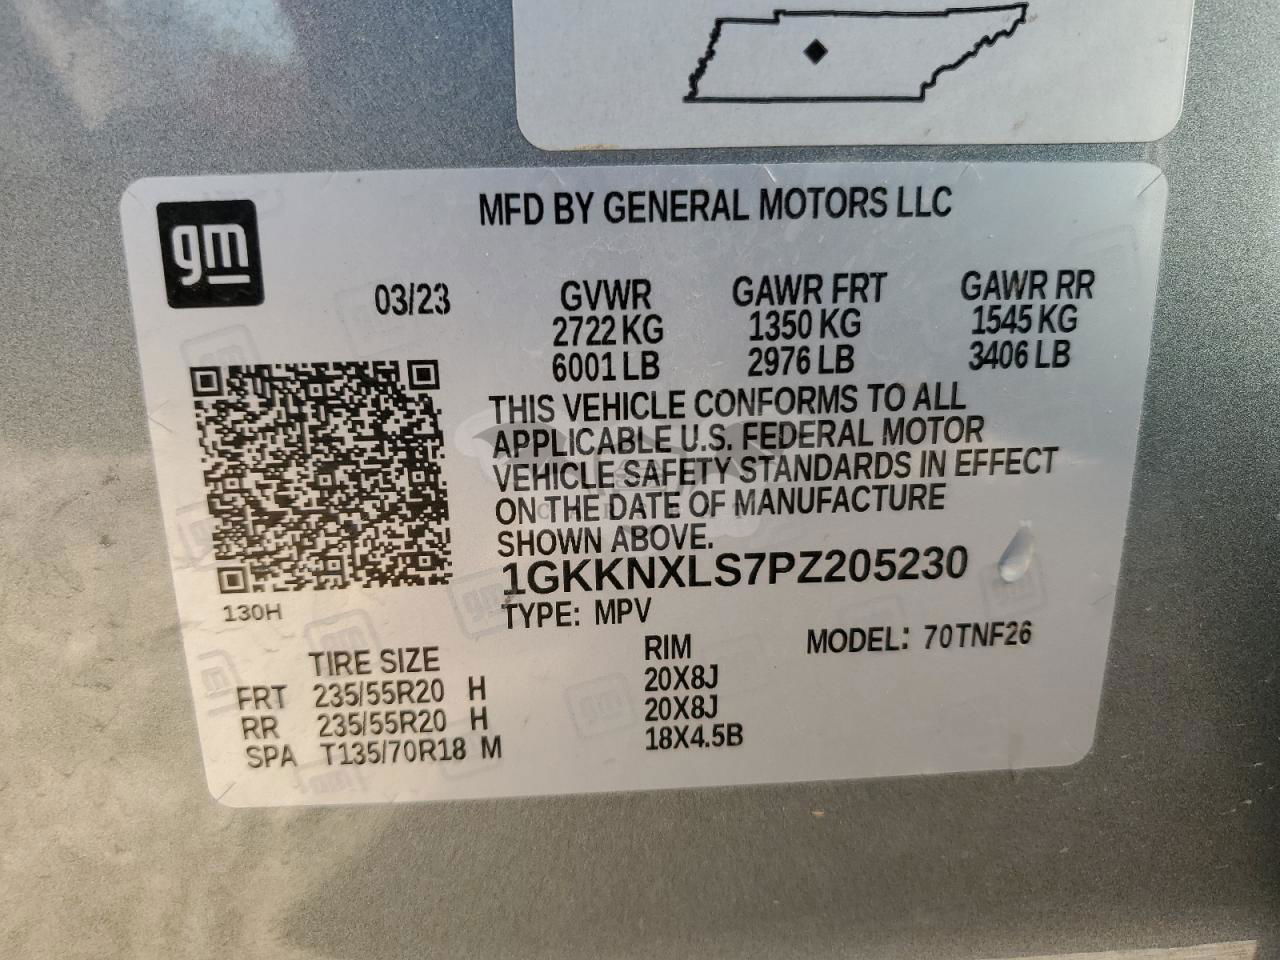 gm
MFD BY GENERAL MOTORS LLC
03/23
GVWR GAWR FRT GAWR RR
2722 KG 1350 KG 1545 KG
6001 LB 2976 LB 3406 LB
THIS VEHICLE CONFORMS TO ALL
APPLICABLE U.S. FEDERAL MOTOR
VEHICLE SAFETY STANDARDS IN EFFECT
ON THE DATE OF MANUFACTURE
SHOWN ABOVE.
1GKKNXLS7PZ205230
130H
TYPE: MPV
MODEL: 70TNF26
TIRE SIZE RIM
FRT 235/55R20 H 20X8J
RR 235/55R20 H 20X8J
SPA T135/70R18 M 18X4.5B